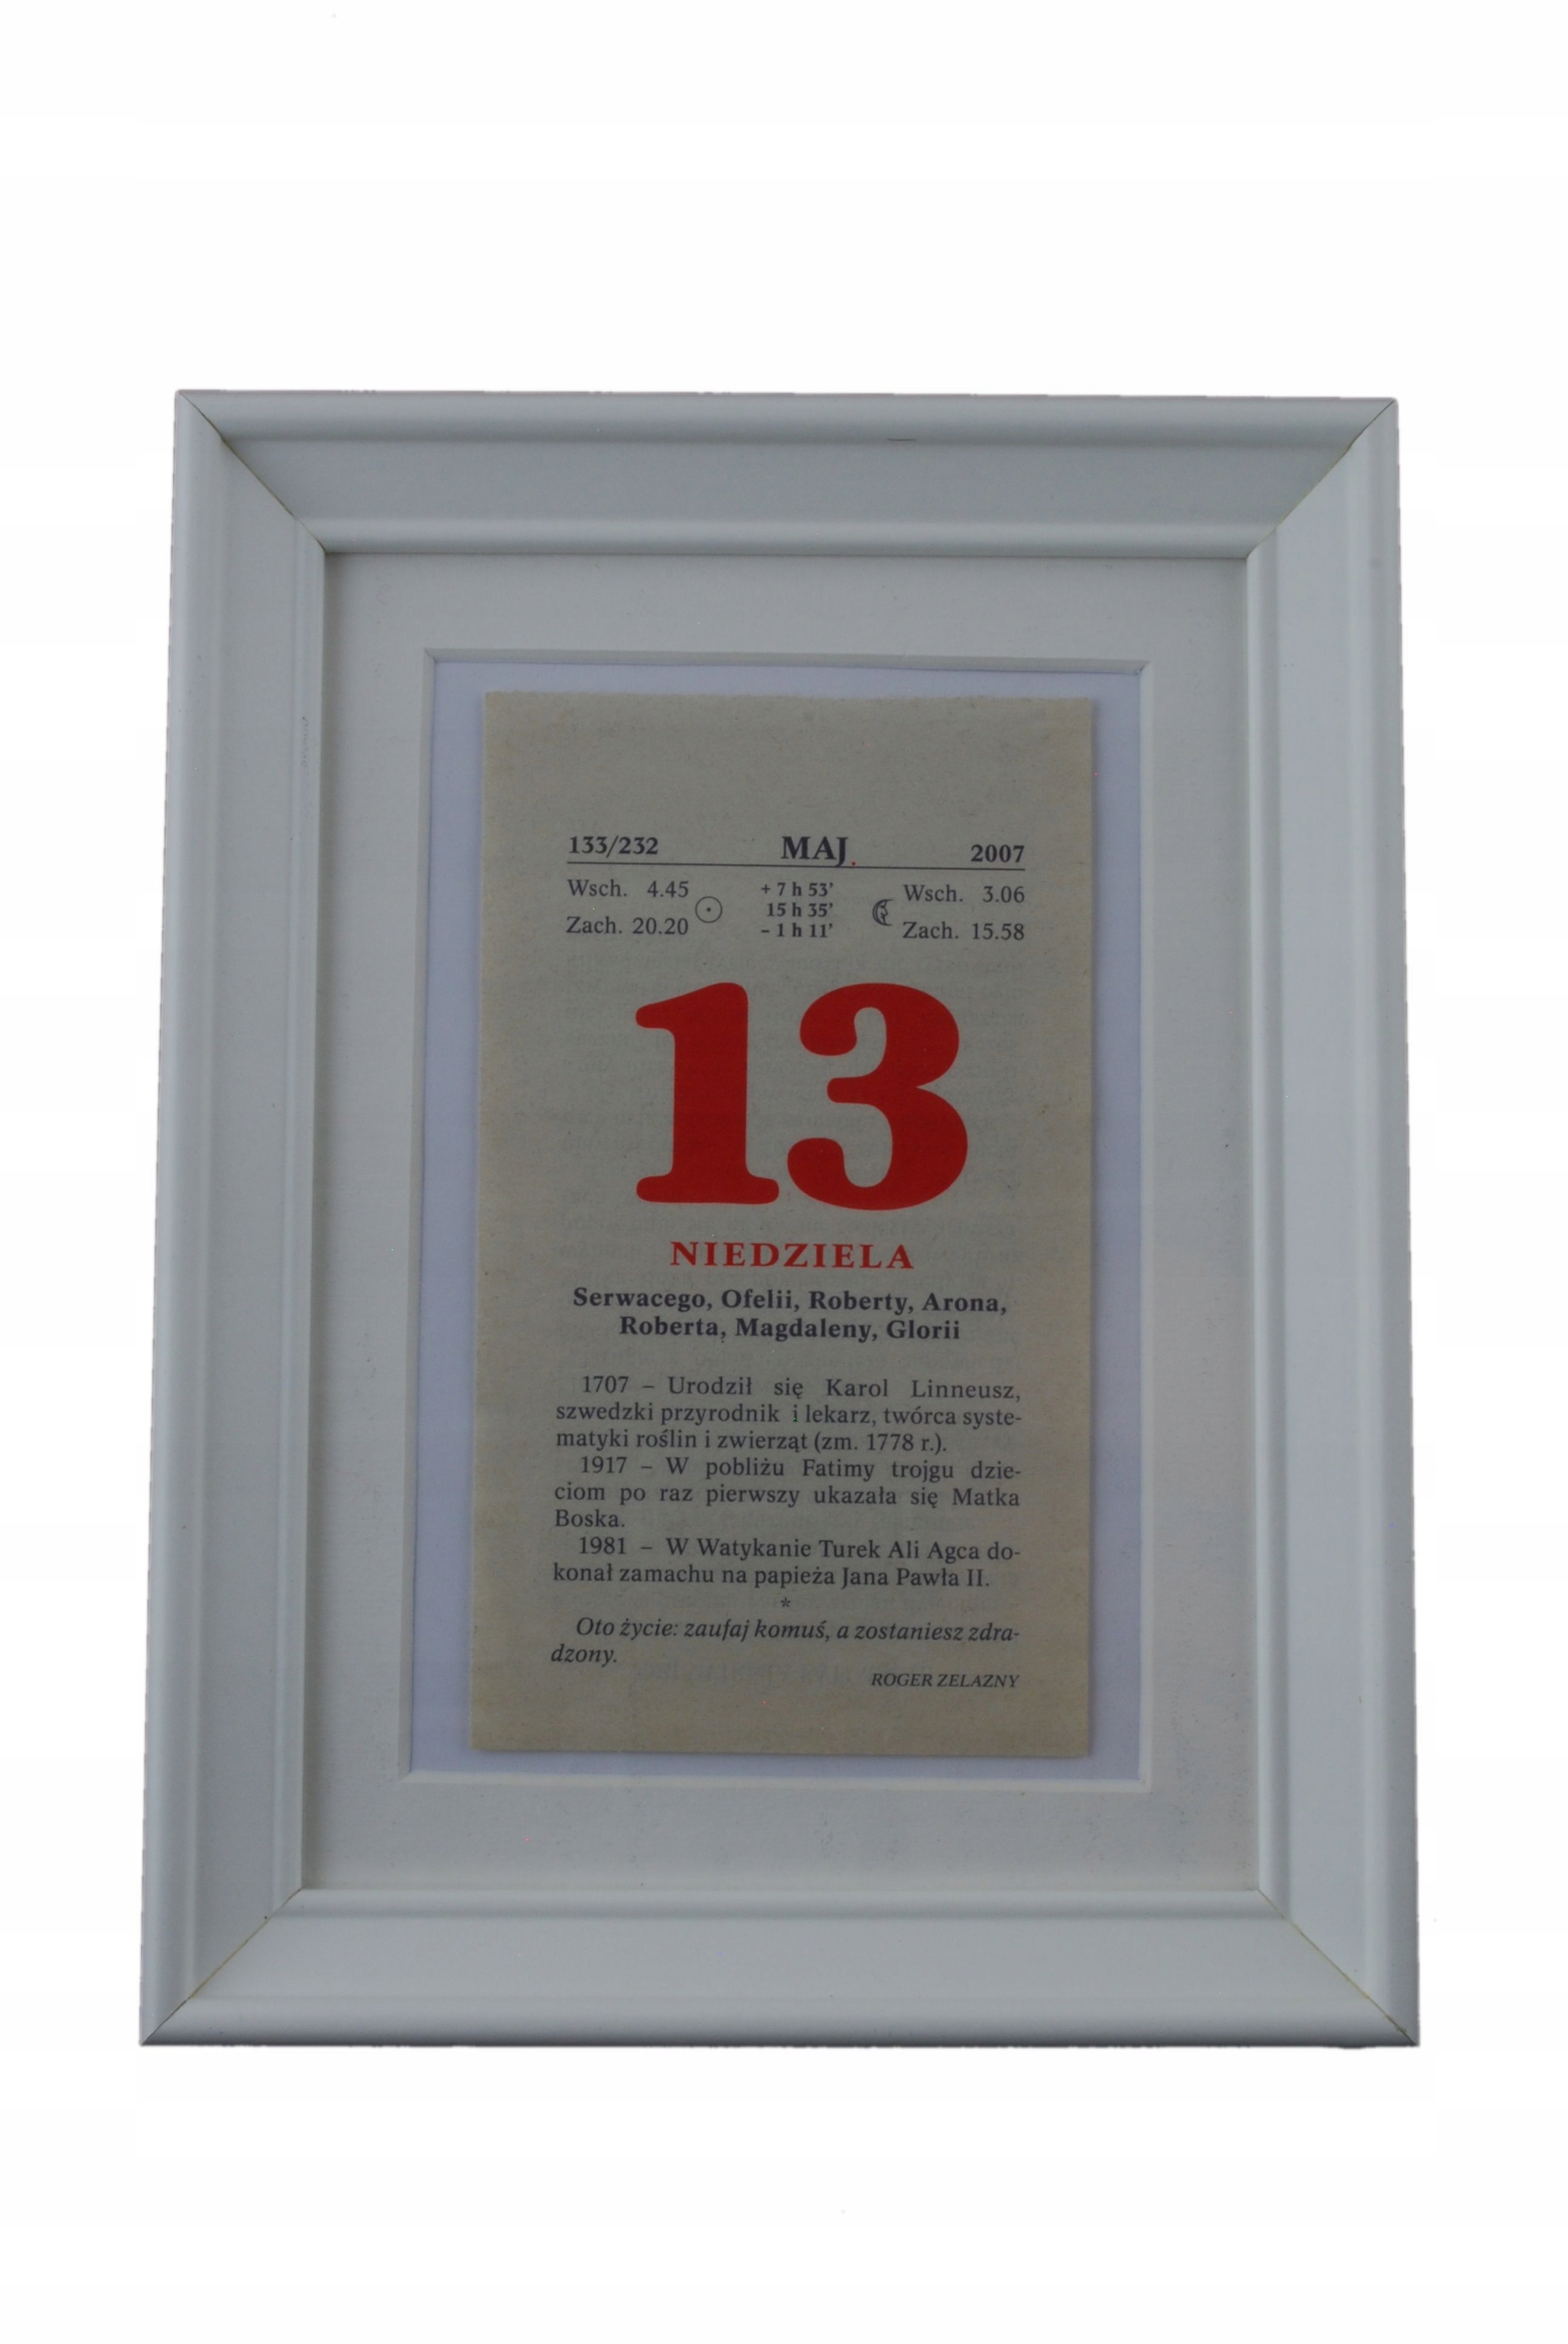 133/232 MAJ 2007
Wsch. 4.45 + 7 h 53' Wsch. 3.06
15 h 35'
Zach. 20.20 – 1 h 11' Zach. 15.58
13
NIEDZIELA
Serwacego, Ofelii, Roberty, Arona,
Roberta, Magdaleny, Glorii
1707 – Urodził się Karol Linneusz,
szwedzki przyrodnik i lekarz, twórca syste-
matyki roślin i zwierząt (zm. 1778 r.).
1917 – W pobliżu Fatimy trojgu dzie-
ciom po raz pierwszy ukazała się Matka
Boska.
1981 – W Watykanie Turek Ali Agca do-
konał zamachu na papieża Jana Pawła II.
*
Oto życie: zaufaj komuś, a zostaniesz zdra-
dzony.
ROGER ZELAZNY